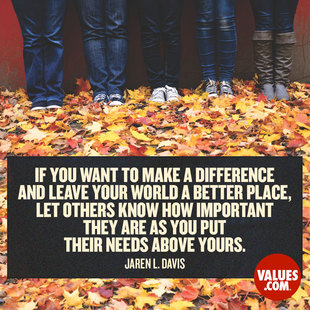 IF YOU WANT TO MAKE A DIFFERENCE
AND LEAVE YOUR WORLD A BETTER PLACE,
LET OTHERS KNOW HOW IMPORTANT
THEY ARE AS YOU PUT
THEIR NEEDS ABOVE YOURS.
JAREN L. DAVIS
VALUES
.COM